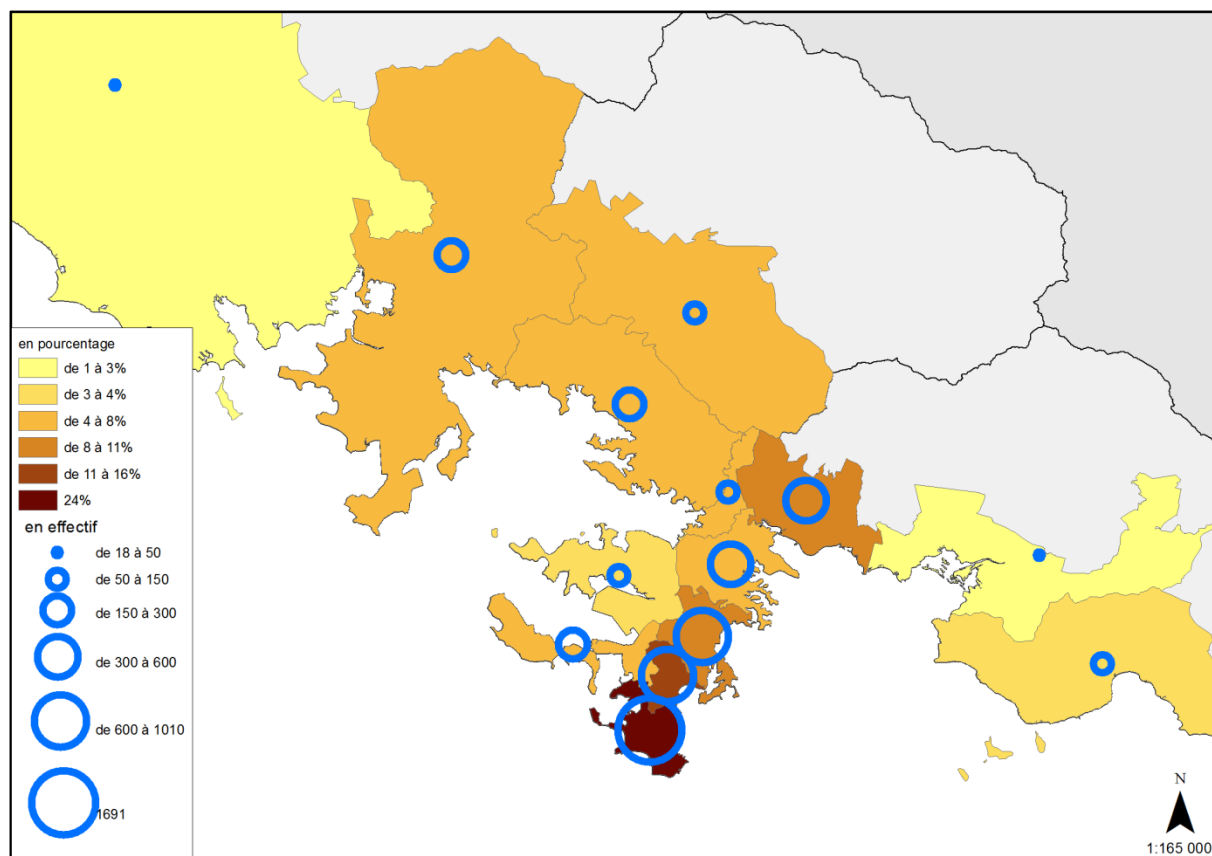 en pourcentage
de 1 à 3%
de 3 à 4%
de 4 à 8%
de 8 à 11%
de 11 à 16%
24%
en effectif
de 18 à 50
de 50 à 150
de 150 à 300
de 300 à 600
de 600 à 1010
1691
N
1:165 000